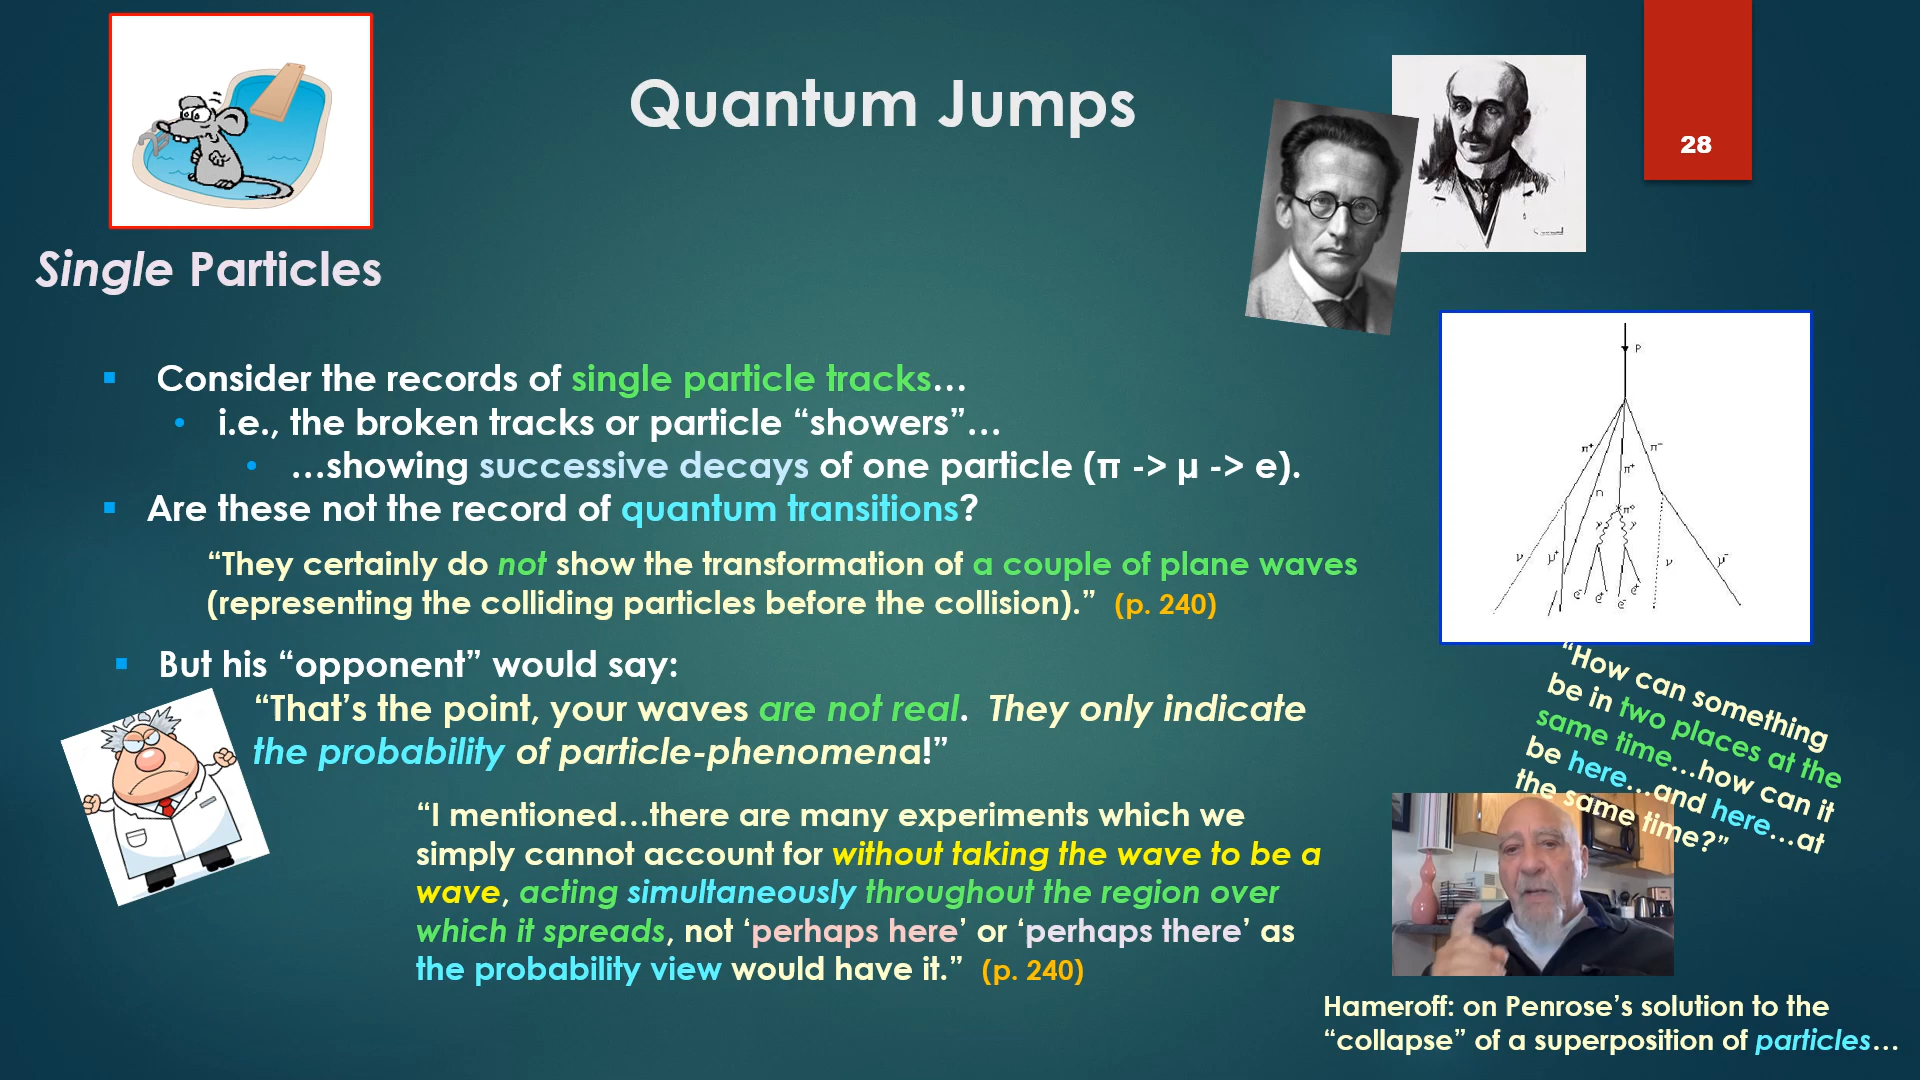 Quantum Jumps
28
Single Particles
Consider the records of single particle tracks…
i.e., the broken tracks or particle “showers”…
…showing successive decays of one particle (π -> μ -> e).
Are these not the record of quantum transitions?
“They certainly do not show the transformation of a couple of plane waves
(representing the colliding particles before the collision).” (p. 240)
But his “opponent” would say:
“That’s the point, your waves are not real. They only indicate
the probability of particle-phenomena!”
“I mentioned…there are many experiments which we
simply cannot account for without taking the wave to be a
wave, acting simultaneously throughout the region over
which it spreads, not ‘perhaps here’ or ‘perhaps there’ as
the probability view would have it.” (p. 240)
P
π⁺
π⁻
π⁺
n
π⁰
γ
γ
ν
μ⁺
ν
μ⁻
e⁻
e⁺
e⁻
e⁺
“How can something
be in two places at the
same time…how can it
be here…and here…at
the same time?”
Hameroff: on Penrose’s solution to the
“collapse” of a superposition of particles…